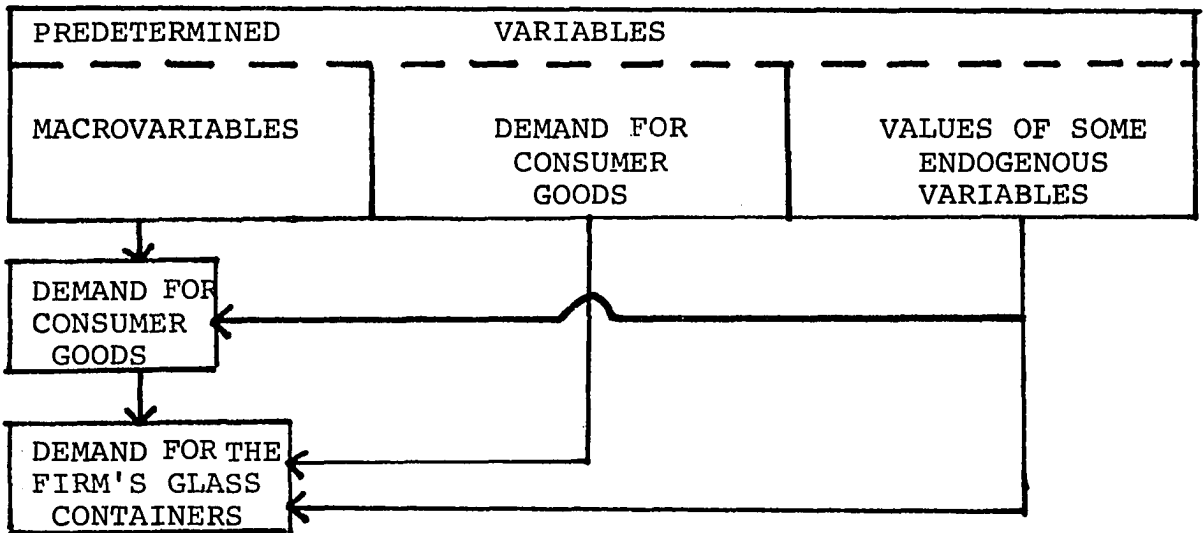 PREDETERMINED VARIABLES
MACROVARIABLES
DEMAND FOR
CONSUMER
GOODS
VALUES OF SOME
ENDOGENOUS
VARIABLES
DEMAND FOR
CONSUMER
GOODS
DEMAND FOR THE
FIRM'S GLASS
CONTAINERS